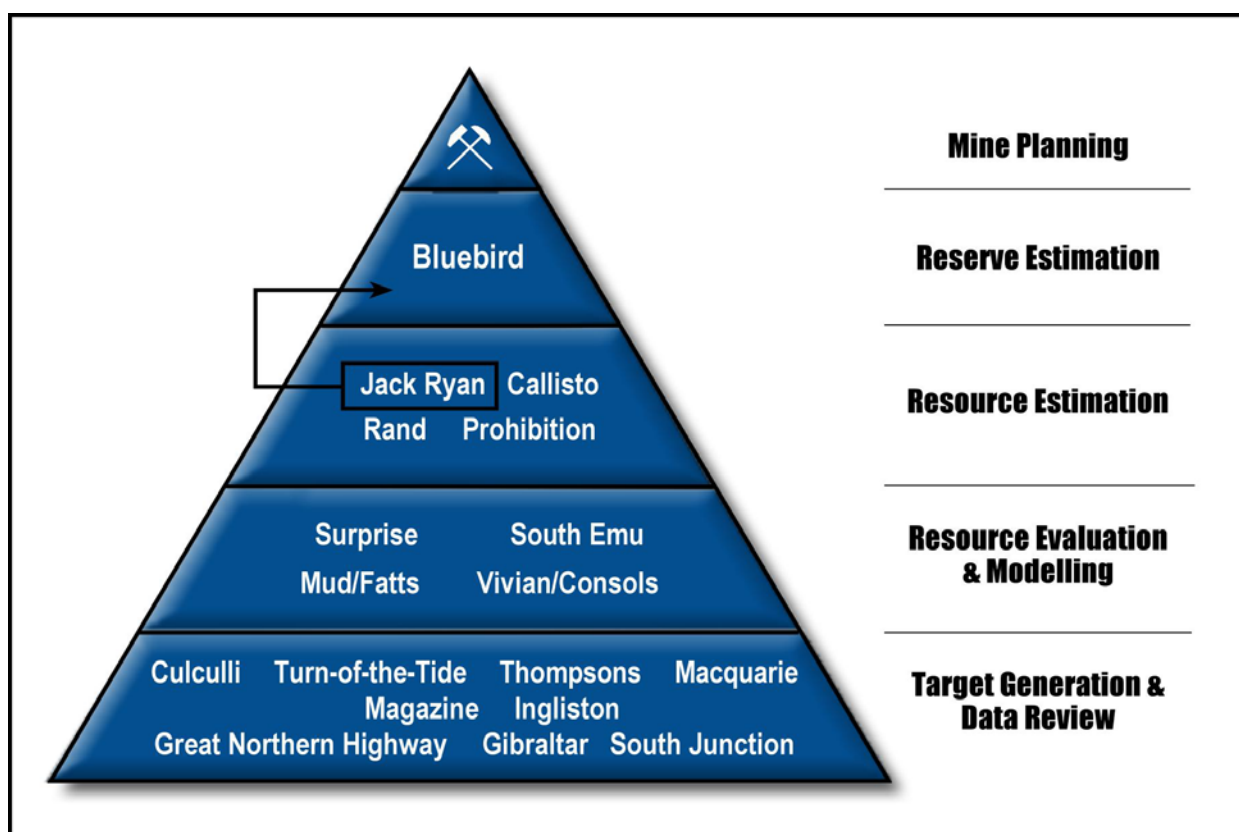 Mine Planning
Bluebird
Reserve Estimation
Jack Ryan Callisto
Rand Prohibition
Resource Estimation
Surprise South Emu
Mud/Fatts Vivian/Consols
Resource Evaluation
& Modelling
Culculli Turn-of-the-Tide Thompsons Macquarie
Magazine Ingliston
Great Northern Highway Gibraltar South Junction
Target Generation &
Data Review